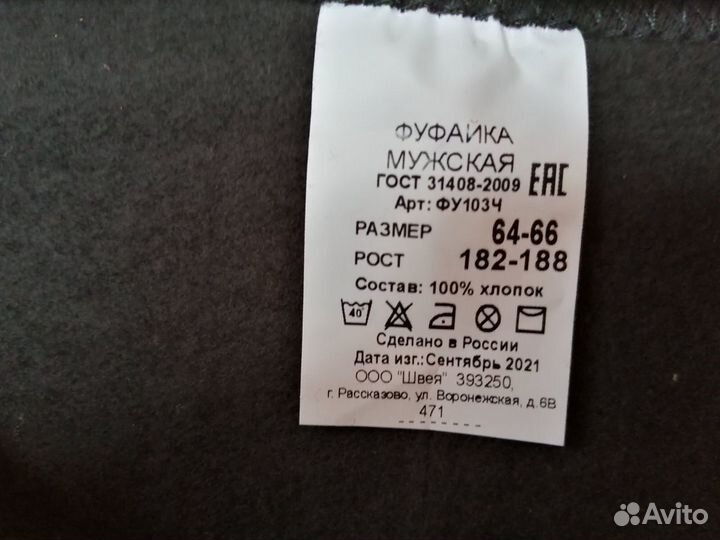 ФУФАЙКА
МУЖСКАЯ
ГОСТ 31408-2009 EAC
Арт: ФУ103Ч
РАЗМЕР 64-66
РОСТ 182-188
Состав: 100% хлопок
40°
Сделано в России
Дата изг.:Сентябрь 2021
ООО "Швея" 393250,
г. Рассказово, ул. Воронежская, д.6В
471
Avito